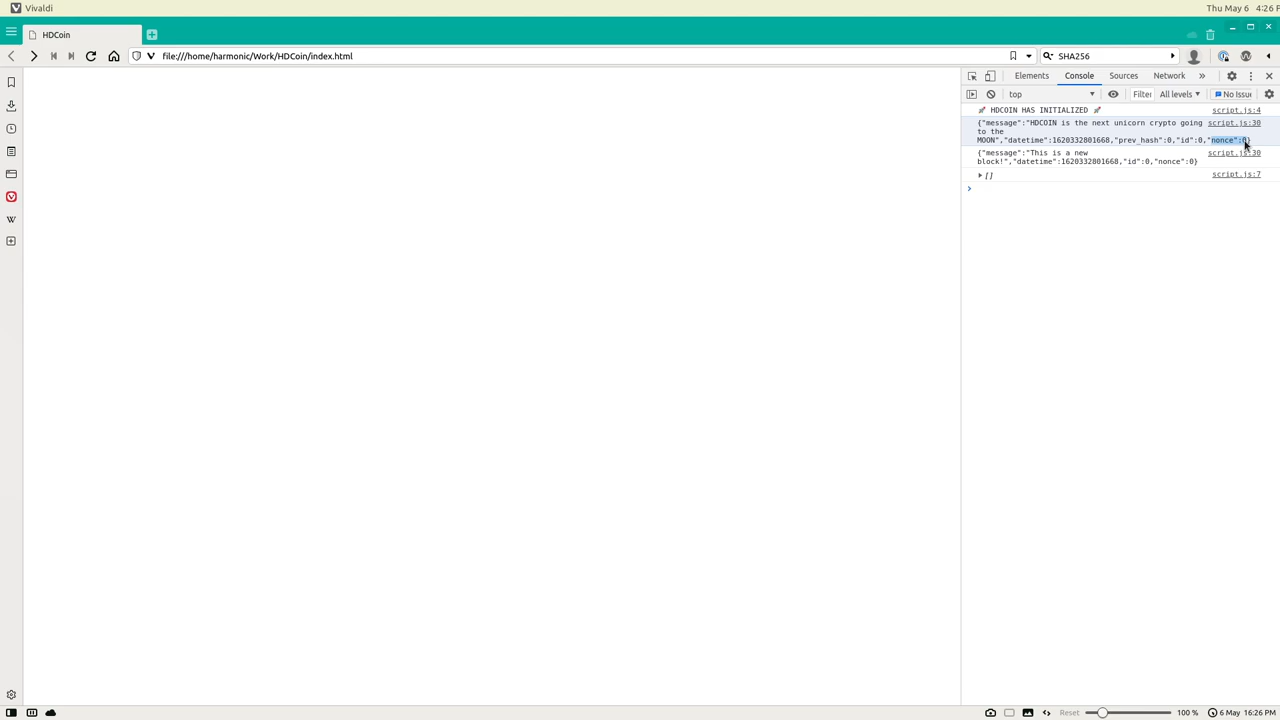 Vivaldi
Thu May 6 4:26 P
HDCoin
file:///home/harmonic/Work/HDCoin/index.html
SHA256
Elements
Console
Sources
Network
top
Filter
All levels
No Issu
🚀 HDCOIN HAS INITIALIZED 🚀
script.js:4
{"message":"HDCOIN is the next unicorn crypto going
script.js:30
to the
MOON","datetime":1620332801668,"prev_hash":0,"id":0,"nonce":0}
{"message":"This is a new
script.js:30
block!","datetime":1620332801668,"id":0,"nonce":0}
[]
script.js:7
Reset
100 %
6 May 16:26 PM